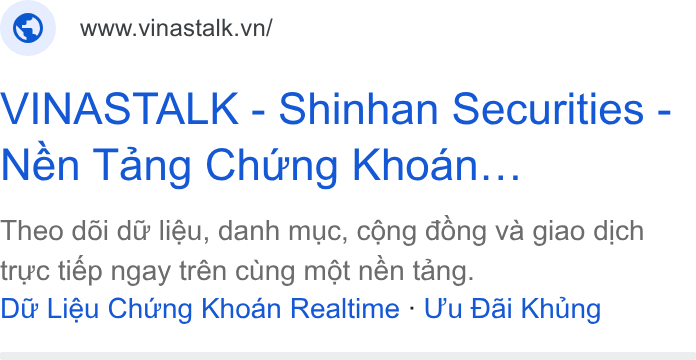 www.vinastalk.vn/
VINASTALK - Shinhan Securities -
Nền Tảng Chứng Khoán…
Theo dõi dữ liệu, danh mục, cộng đồng và giao dịch
trực tiếp ngay trên cùng một nền tảng.
Dữ Liệu Chứng Khoán Realtime · Ưu Đãi Khủng